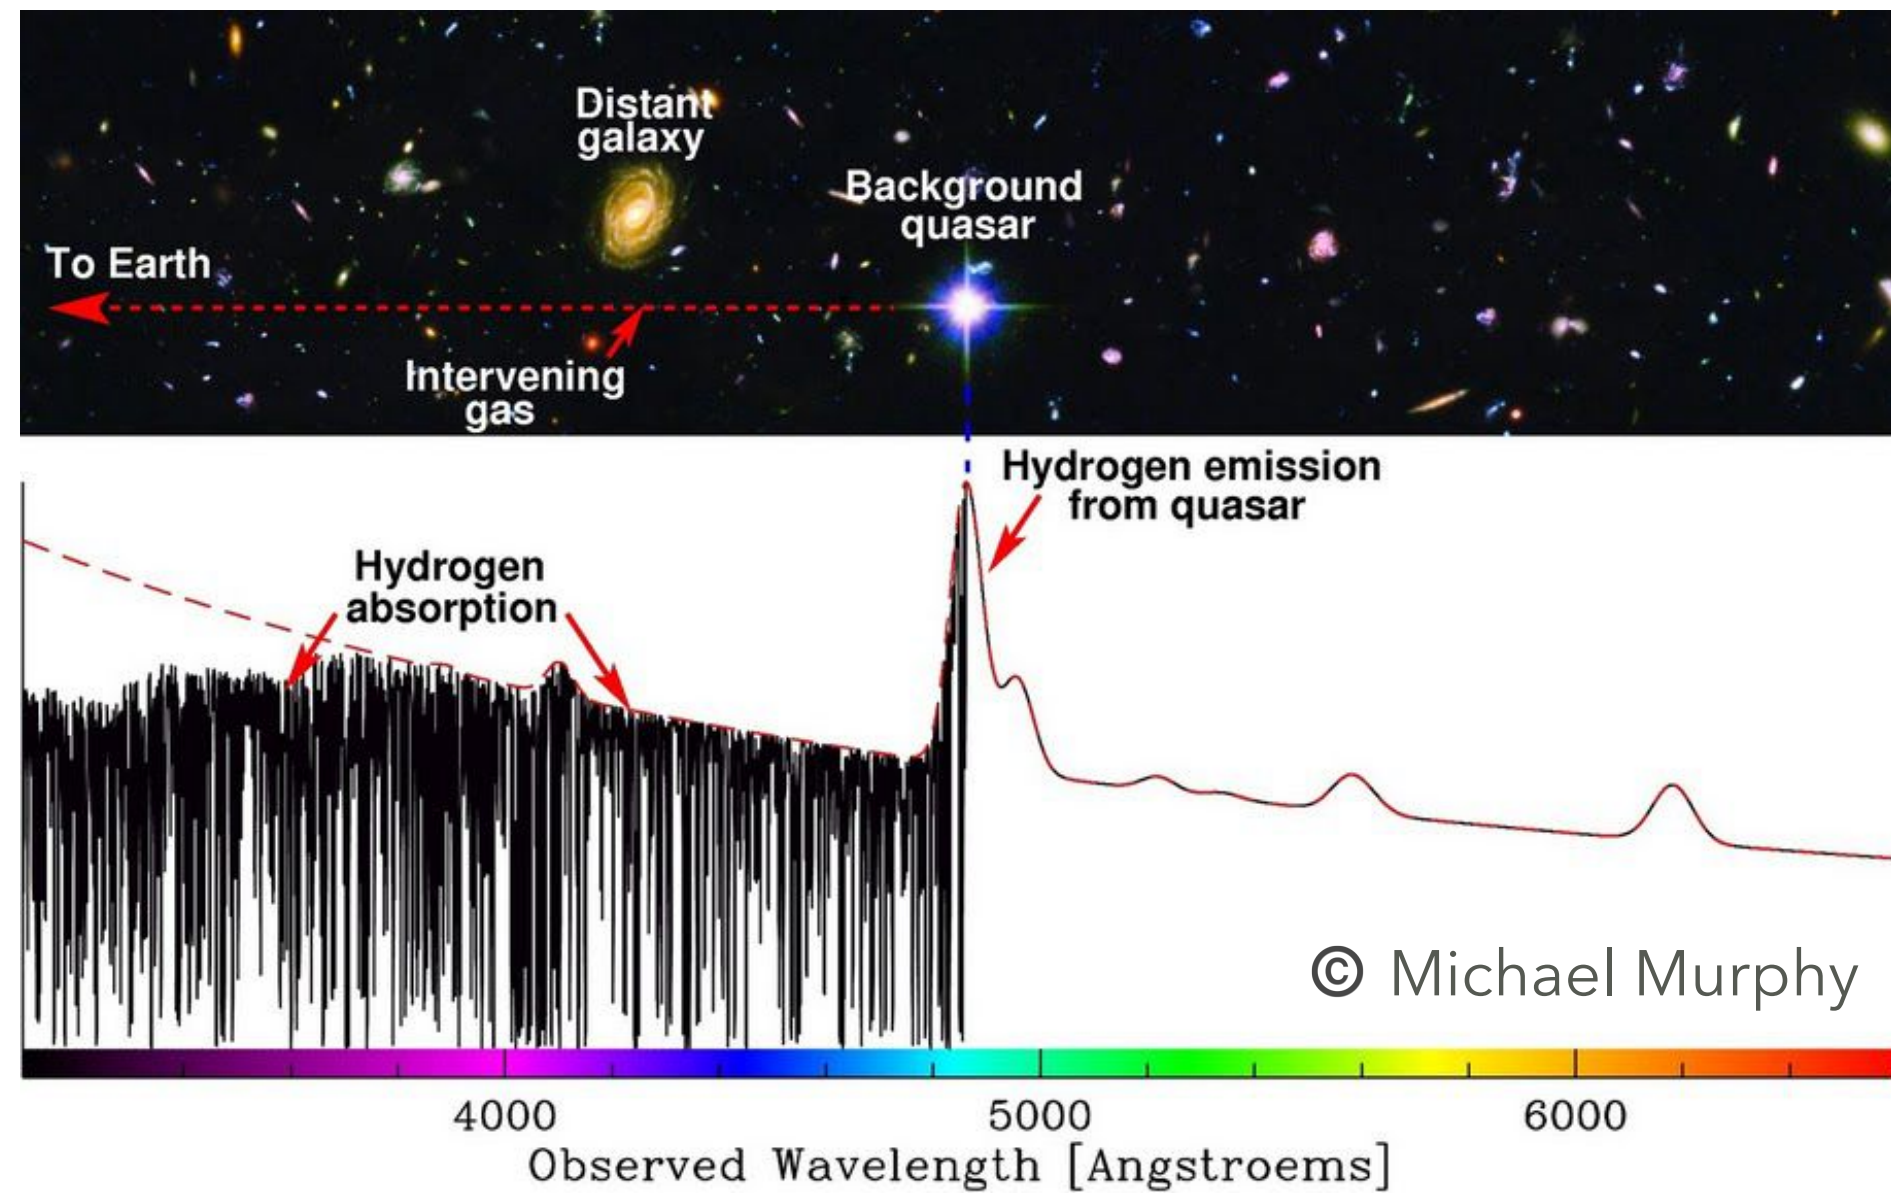 Distant
galaxy
Background
quasar
To Earth
Intervening
gas
Hydrogen emission
from quasar
Hydrogen
absorption
© Michael Murphy
4000 5000 6000
Observed Wavelength [Angstroems]